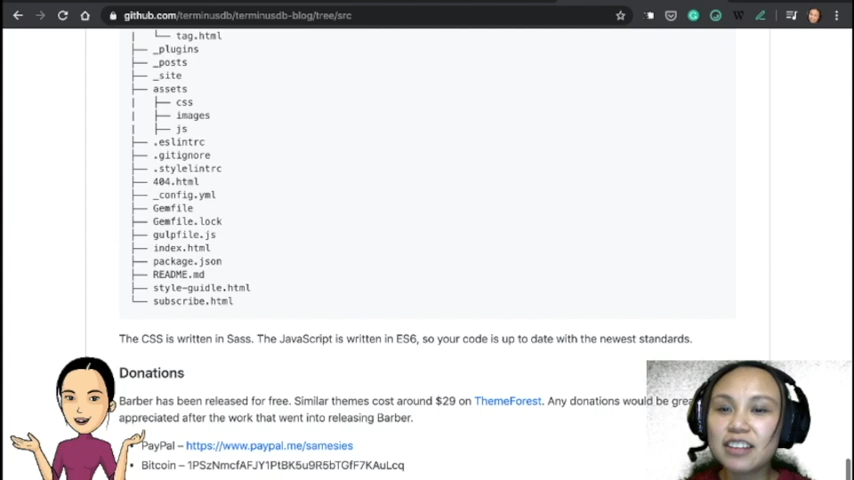 github.com/terminusdb/terminusdb-blog/tree/src
tag.html
_plugins
_posts
_site
assets
css
images
js
.eslintrc
.gitignore
.stylelintrc
404.html
_config.yml
Gemfile
Gemfile.lock
gulpfile.js
index.html
package.json
README.md
style-guidle.html
subscribe.html
The CSS is written in Sass. The JavaScript is written in ES6, so your code is up to date with the newest standards.
Donations
Barber has been released for free. Similar themes cost around $29 on ThemeForest. Any donations would be
appreciated after the work that went into releasing Barber.
PayPal – https://www.paypal.me/samesies
Bitcoin – 1PSzNmcfAFJY1PtBK5u9R5bTGfF7KAuLcq